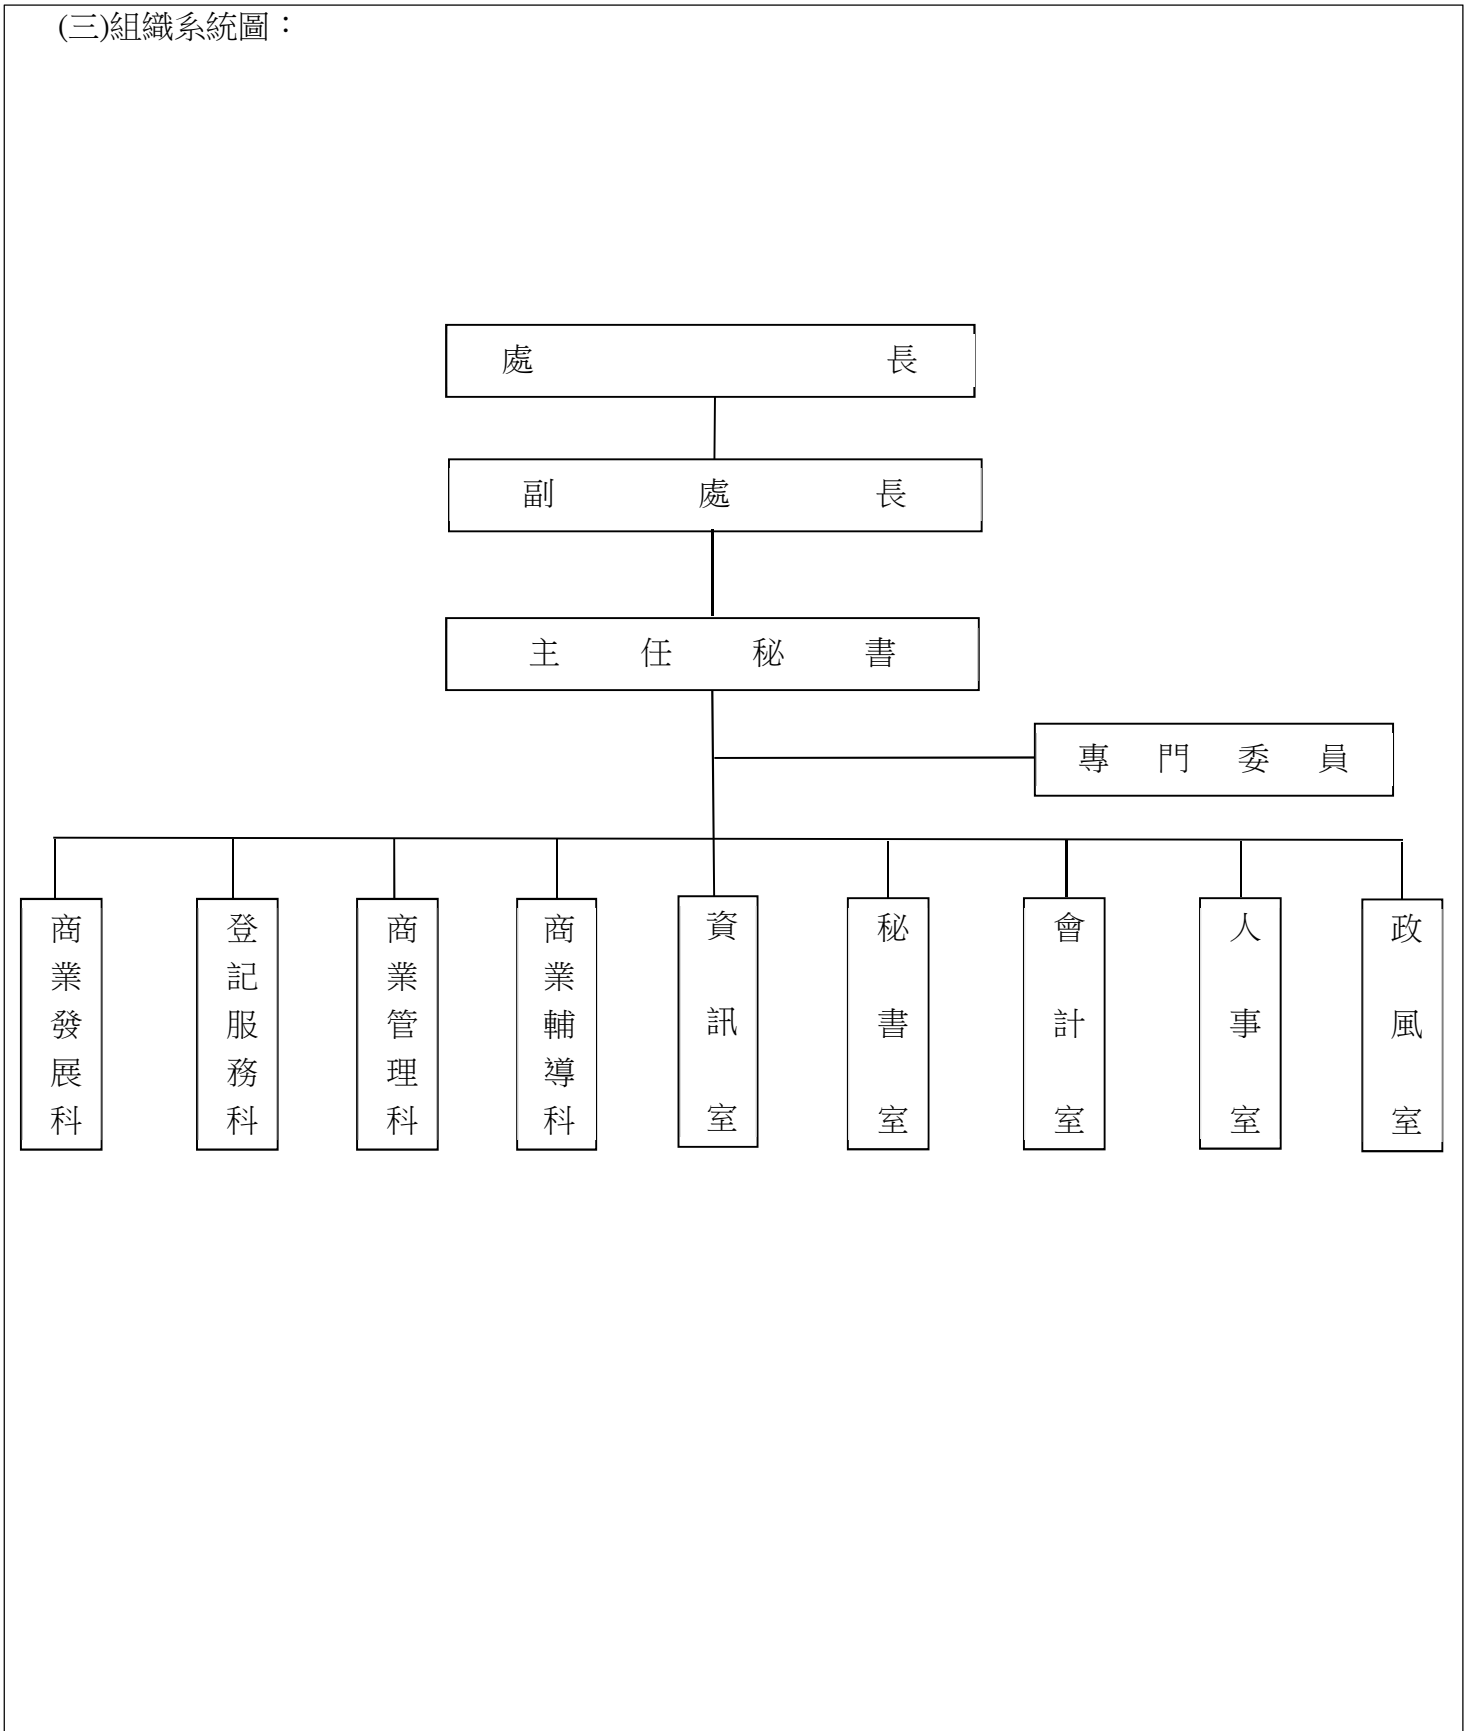 (三)組織系統圖：
處長
副處長
主任秘書
專門委員
商業發展科
登記服務科
商業管理科
商業輔導科
資訊室
秘書室
會計室
人事室
政風室